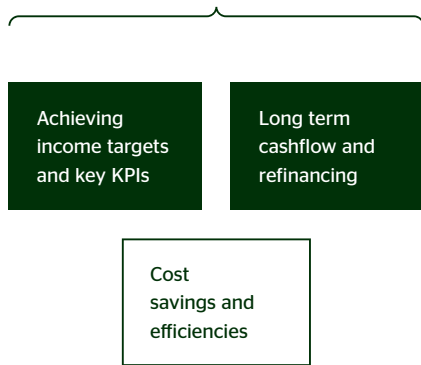 Achieving
income targets
and key KPIs
Long term
cashflow and
refinancing
Cost
savings and
efficiencies